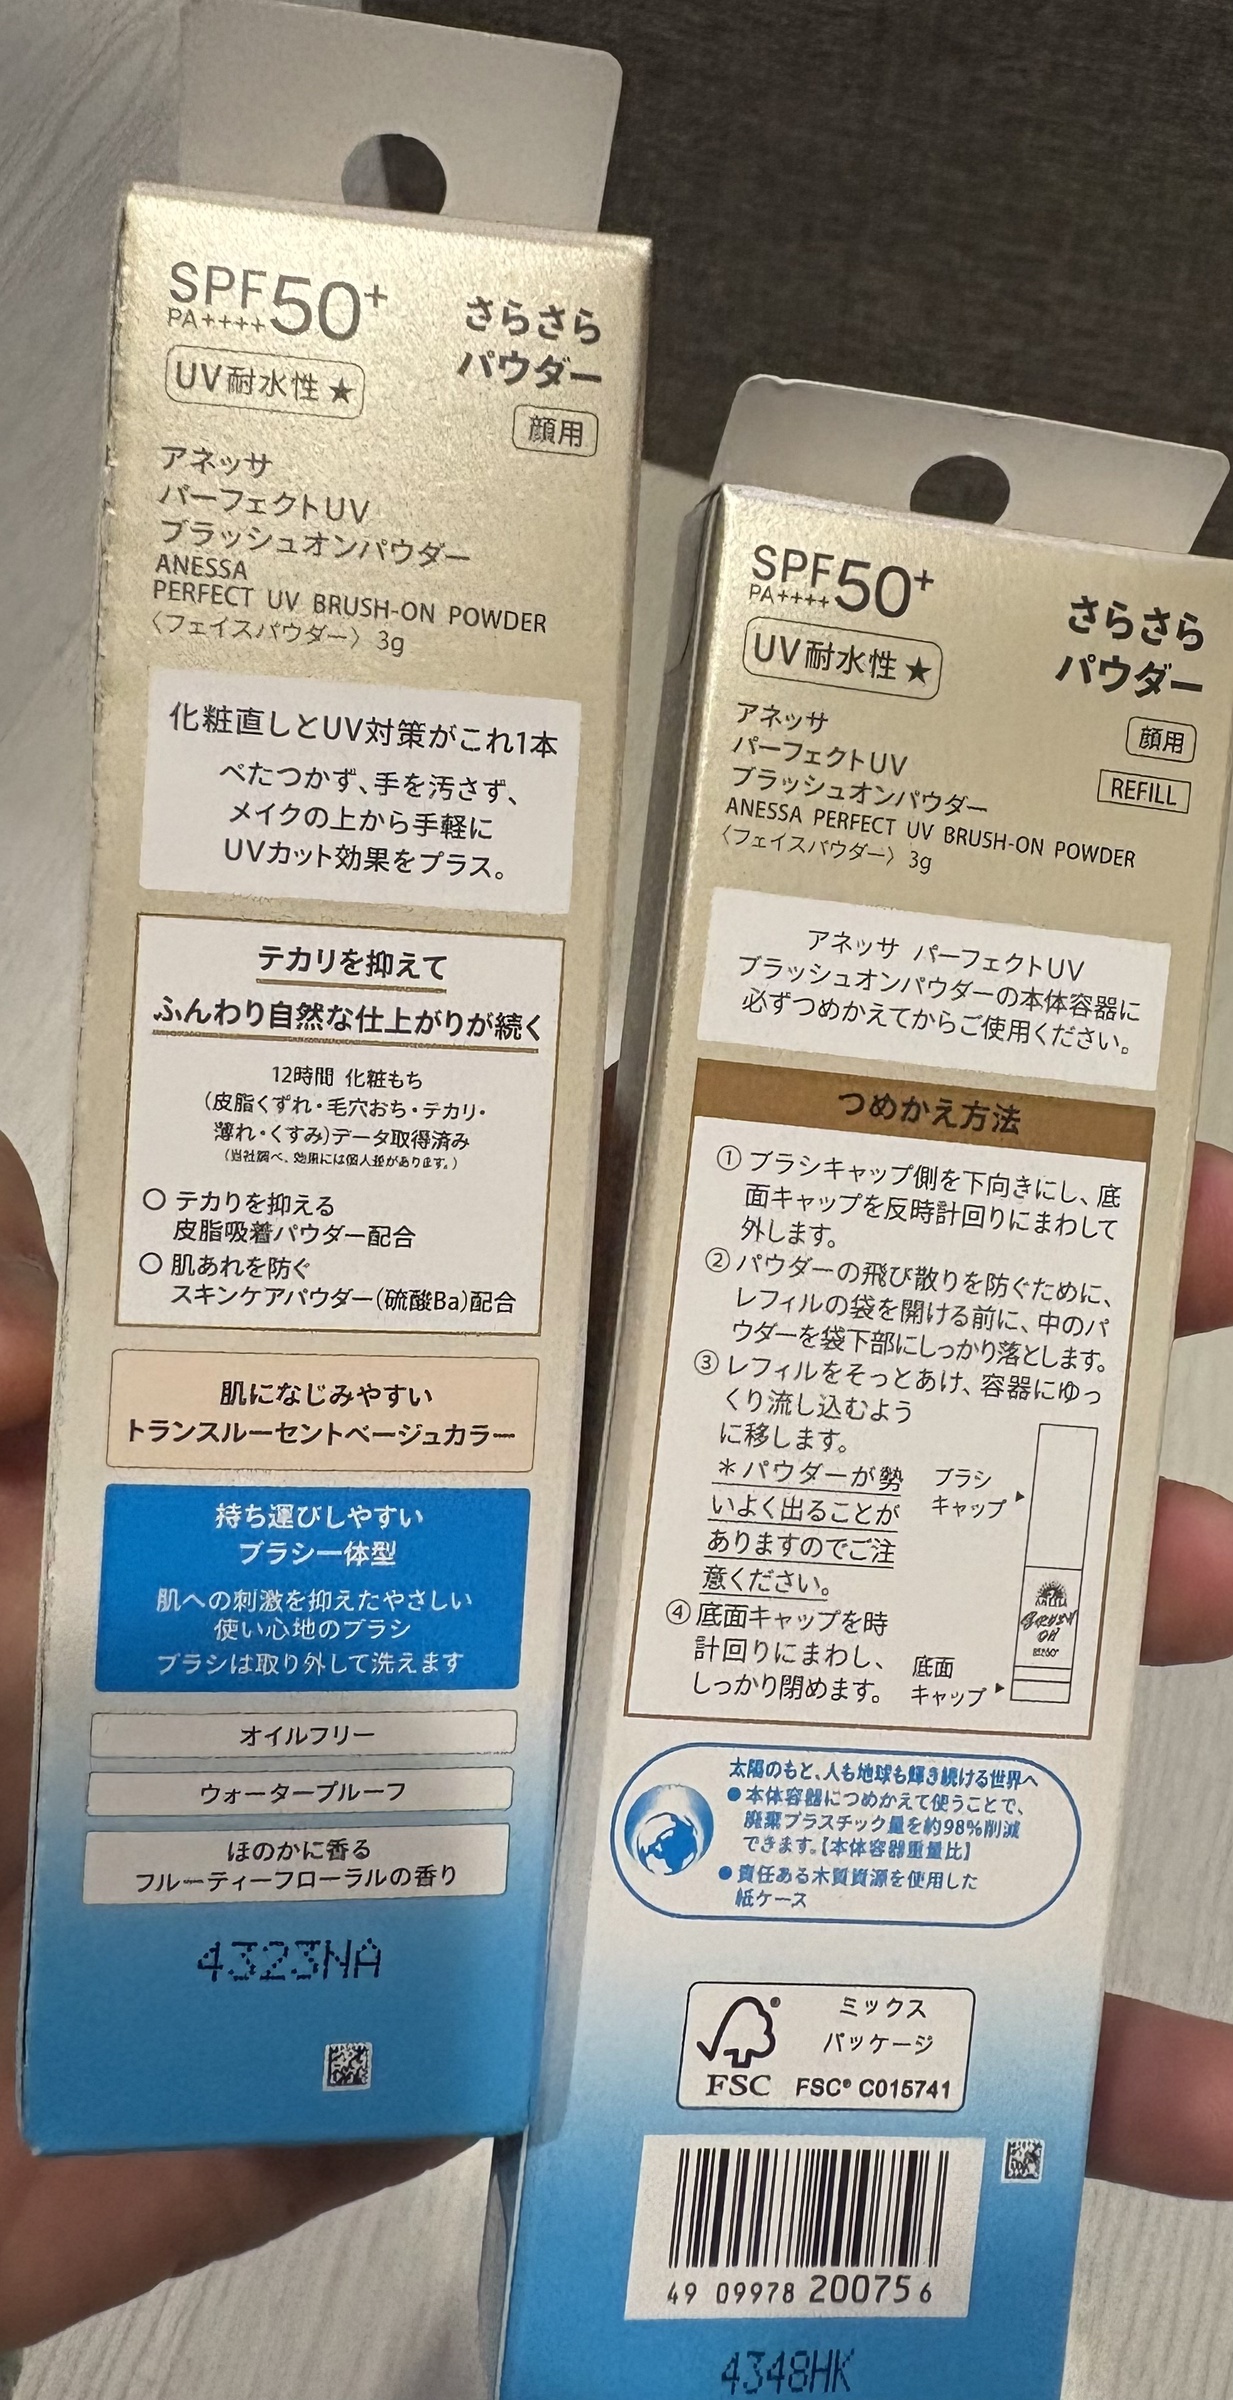 SPF50+
PA++++
UV耐水性★
さらさら
パウダー
顔用
アネッサ
パーフェクトUV
ブラッシュオンパウダー
ANESSA
PERFECT UV BRUSH-ON POWDER
〈フェイスパウダー〉3g
化粧直しとUV対策がこれ1本
べたつかず、手を汚さず、
メイクの上から手軽に
UVカット効果をプラス。
テカリを抑えて
ふんわり自然な仕上がりが続く
12時間 化粧もち
(皮脂くずれ・毛穴おち・テカリ・
薄れ・くすみ)データ取得済み
(当社調べ、効果には個人差があります。)
○ テカりを抑える
皮脂吸着パウダー配合
○ 肌あれを防ぐ
スキンケアパウダー(硫酸Ba)配合
肌になじみやすい
トランスルーセントベージュカラー
持ち運びしやすい
ブラシ一体型
肌への刺激を抑えたやさしい
使い心地のブラシ
ブラシは取り外して洗えます
オイルフリー
ウォータープルーフ
ほのかに香る
フルーティーフローラルの香り
4323NA
SPF50+
PA++++
UV耐水性★
さらさら
パウダー
顔用
REFILL
アネッサ
パーフェクトUV
ブラッシュオンパウダー
ANESSA PERFECT UV BRUSH-ON POWDER
〈フェイスパウダー〉3g
アネッサ パーフェクトUV
ブラッシュオンパウダーの本体容器に
必ずつめかえてからご使用ください。
つめかえ方法
① ブラシキャップ側を下向きにし、底
面キャップを反時計回りにまわして
外します。
② パウダーの飛び散りを防ぐために、
レフィルの袋を開ける前に、中のパ
ウダーを袋下部にしっかり落とします。
③ レフィルをそっとあけ、容器にゆっ
くり流し込むよう
に移します。
＊パウダーが勢
いよく出ることが
ありますのでご注
意ください。
④ 底面キャップを時
計回りにまわし、
しっかり閉めます。
ブラシ
キャップ
BRUSH
ON
底面
キャップ
太陽のもと、人も地球も輝き続ける世界へ
●本体容器につめかえて使うことで、
廃棄プラスチック量を約98%削減
できます。【本体容器重量比】
●責任ある木質資源を使用した
紙ケース
FSC
ミックス
パッケージ
FSC® C015741
49 09978 200756
4348HK